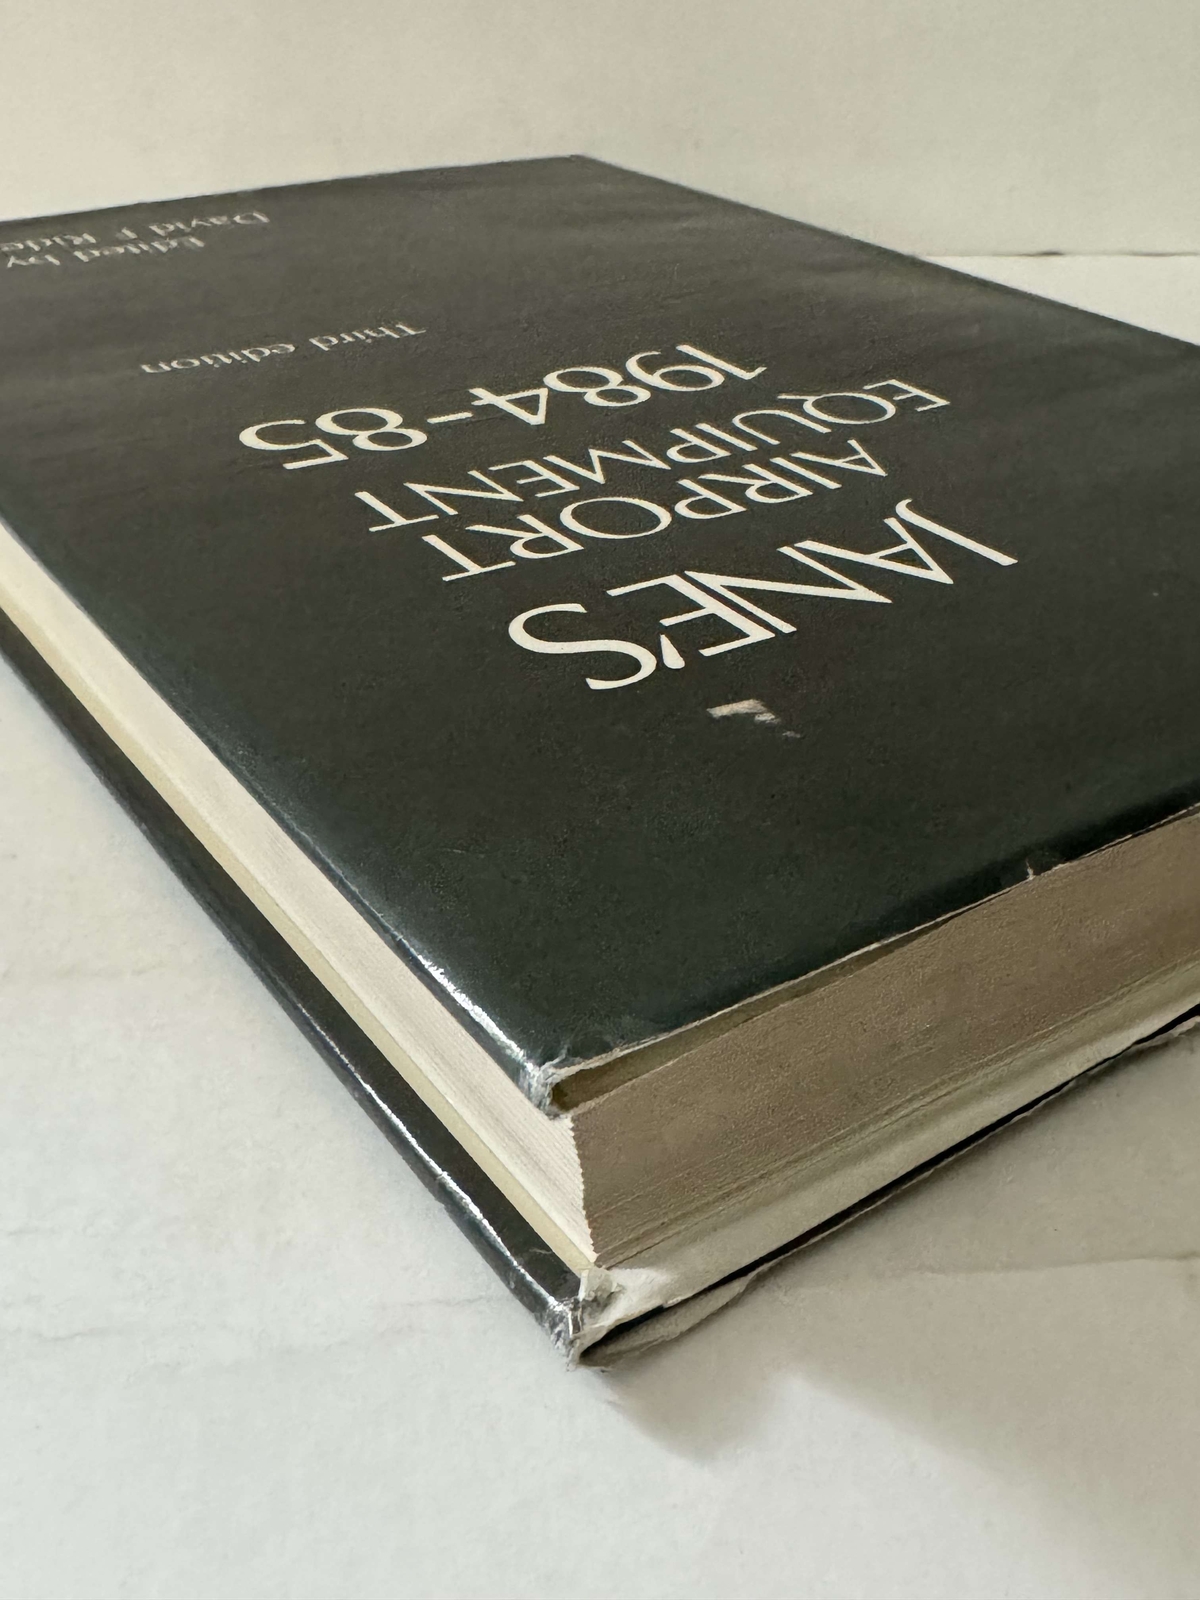 JANE'S
AIRPORT
EQUIPMENT
1984-85
Third edition
Edited by
David F